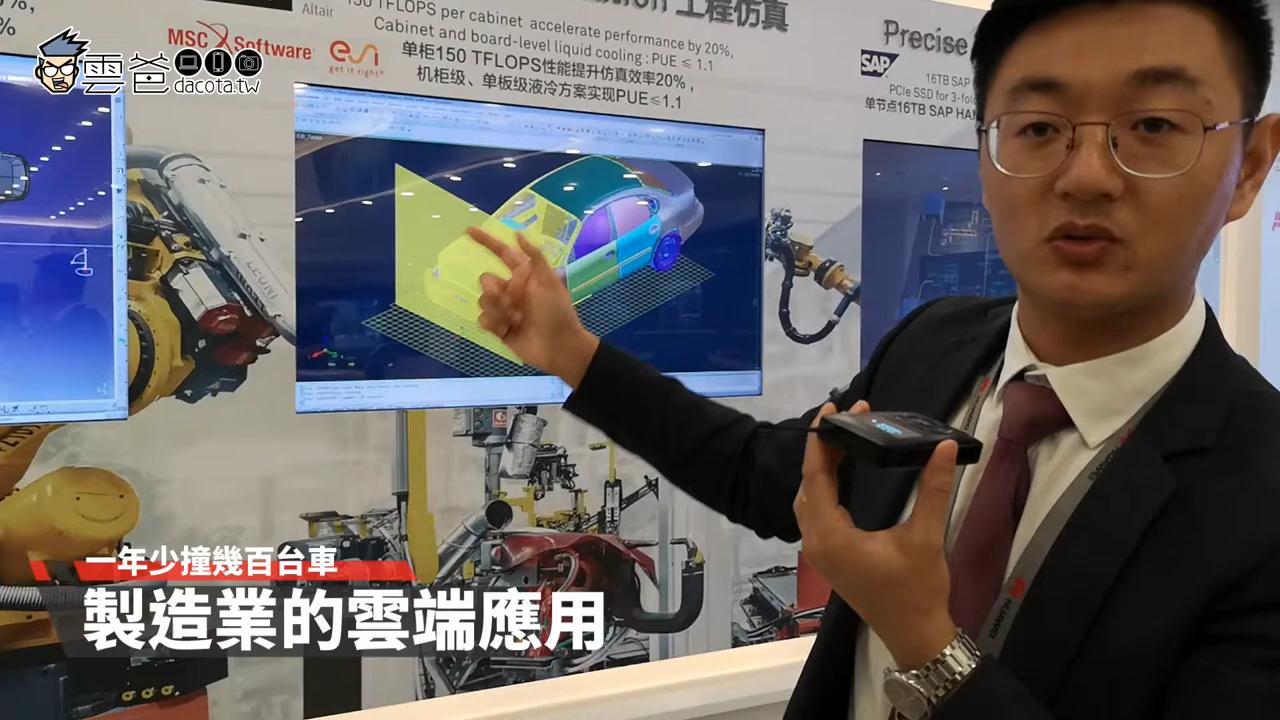 工程仿真
150 TFLOPS per cabinet accelerate performance by 20%,
Cabinet and board-level liquid cooling : PUE ≤ 1.1
单柜150 TFLOPS性能提升仿真效率20%，
机柜级、单板级液冷方案实现PUE≤1.1
Altair
MSC Software
esi
get it right®
雲爸
dacota.tw
Precise
SAP
16TB SAP
PCIe SSD for 3-fol
单节点16TB SAP HAN
HUAWEI
一年少撞幾百台車
製造業的雲端應用